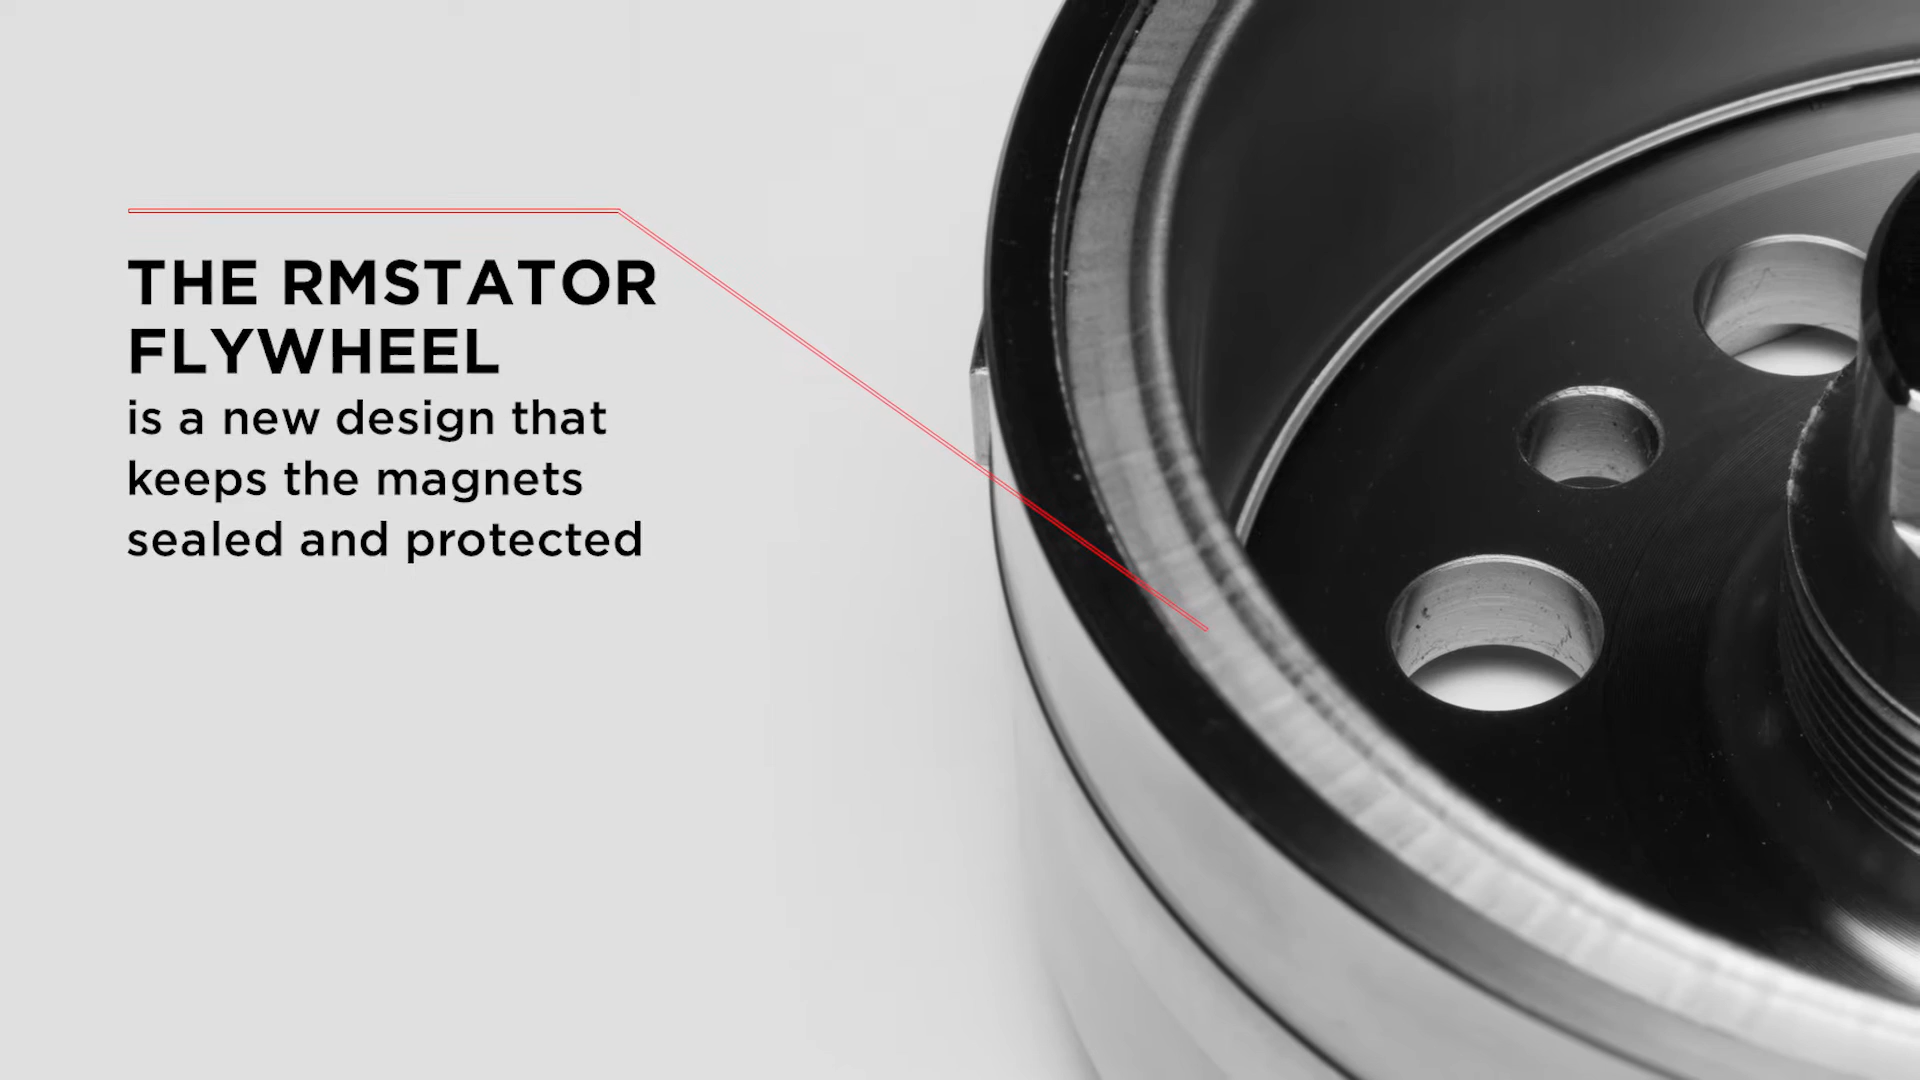 THE RMSTATOR
FLYWHEEL
is a new design that
keeps the magnets
sealed and protected